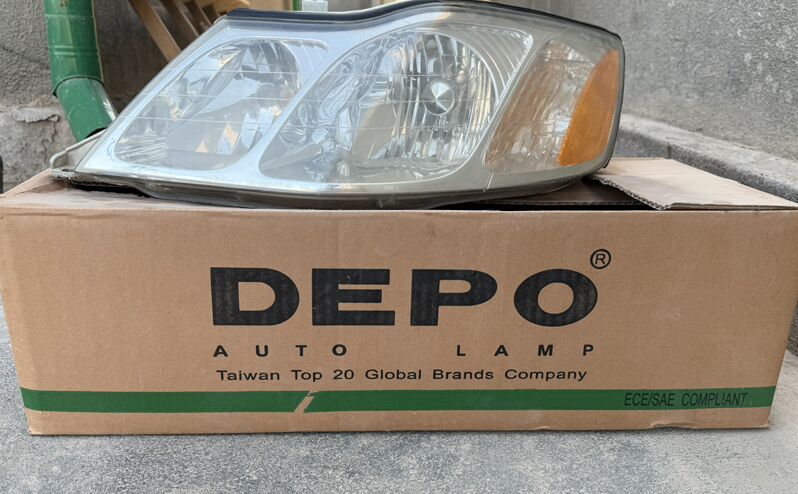 DEPO®
AUTO LAMP
Taiwan Top 20 Global Brands Company
ECE/SAE COMPLIANT